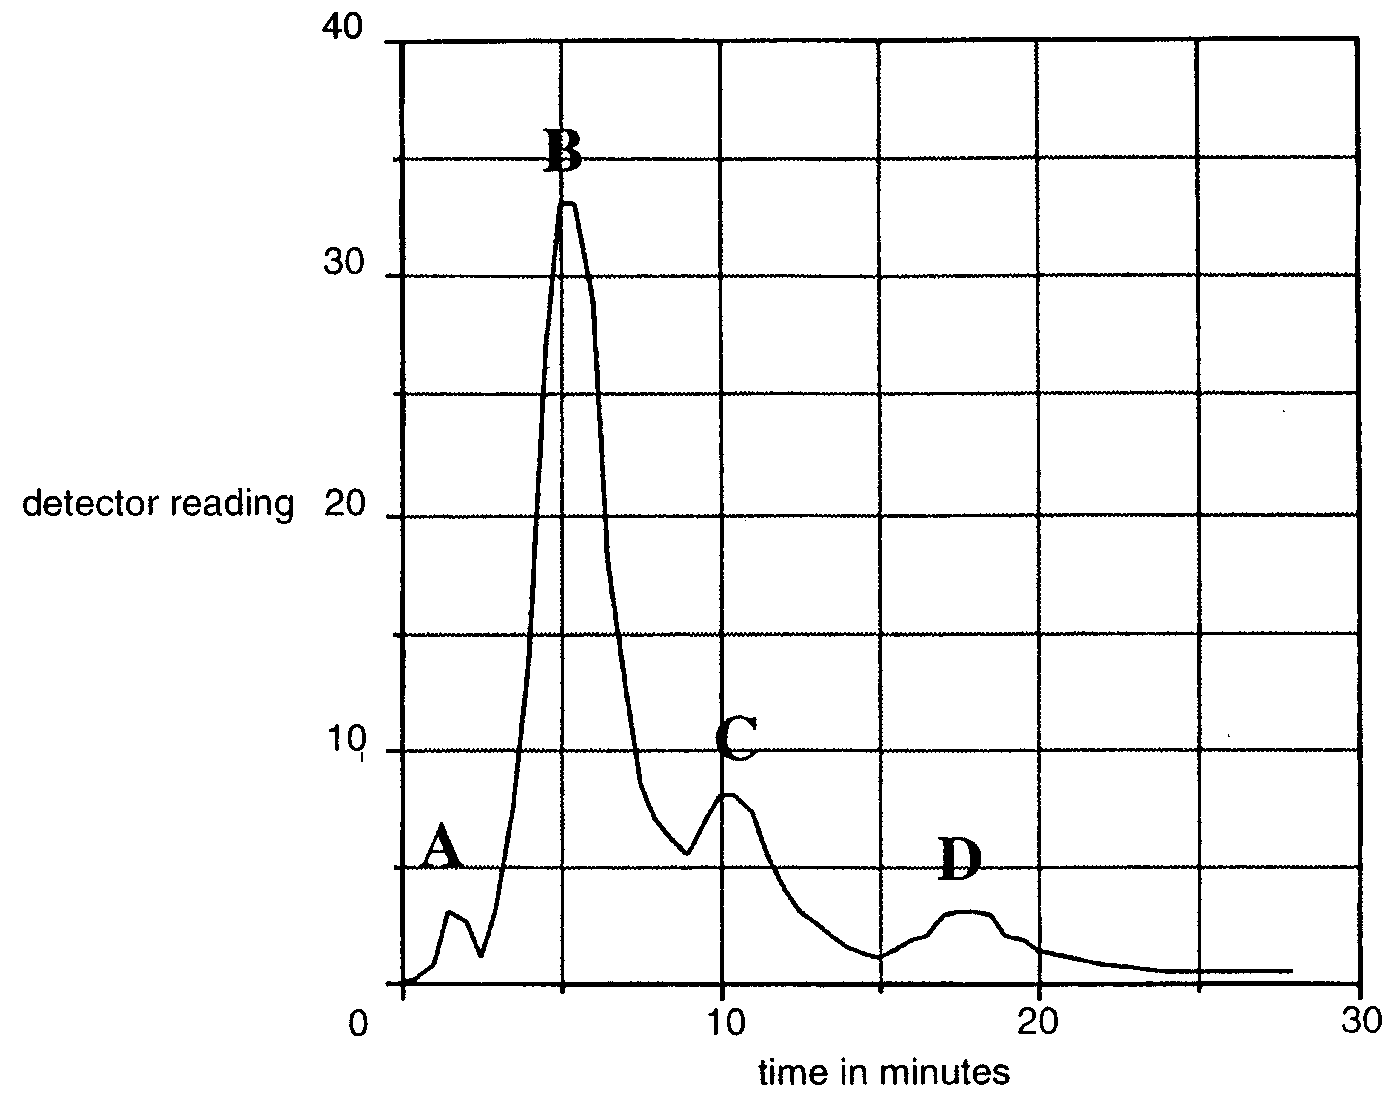 40
B
30
detector reading
20
10
C
A
D
0
10
20
30
time in minutes